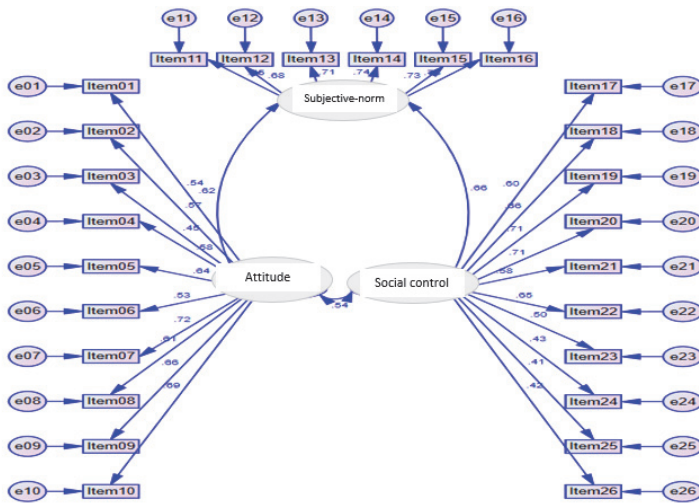 e11 e12 e13 e14 e15 e16
Item11 Item12 Item13 Item14 Item15 Item16
.68 .71 .74 .73
Subjective-norm
e01 Item01
e02 Item02
e03 Item03
e04 Item04
e05 Item05
e06 Item06
e07 Item07
e08 Item08
e09 Item09
e10 Item10
.54
.62
.57
.45
.58
.64
.53
.72
.61
.66
.69
Attitude
.54
Social control
.66
.60
.66
.71
.71
.58
.65
.50
.43
.41
.42
Item17 e17
Item18 e18
Item19 e19
Item20 e20
Item21 e21
Item22 e22
Item23 e23
Item24 e24
Item25 e25
Item26 e26